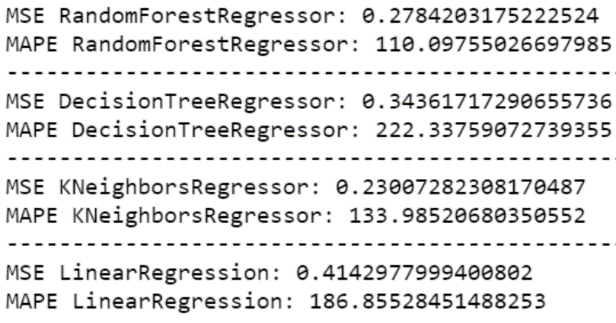 MSE RandomForestRegressor: 0.2784203175222524
MAPE RandomForestRegressor: 110.09755026697985
-----------------------------------------------
MSE DecisionTreeRegressor: 0.34361717290655736
MAPE DecisionTreeRegressor: 222.33759072739355
-----------------------------------------------
MSE KNeighborsRegressor: 0.23007282308170487
MAPE KNeighborsRegressor: 133.98520680350552
-----------------------------------------------
MSE LinearRegression: 0.4142977999400802
MAPE LinearRegression: 186.85528451488253